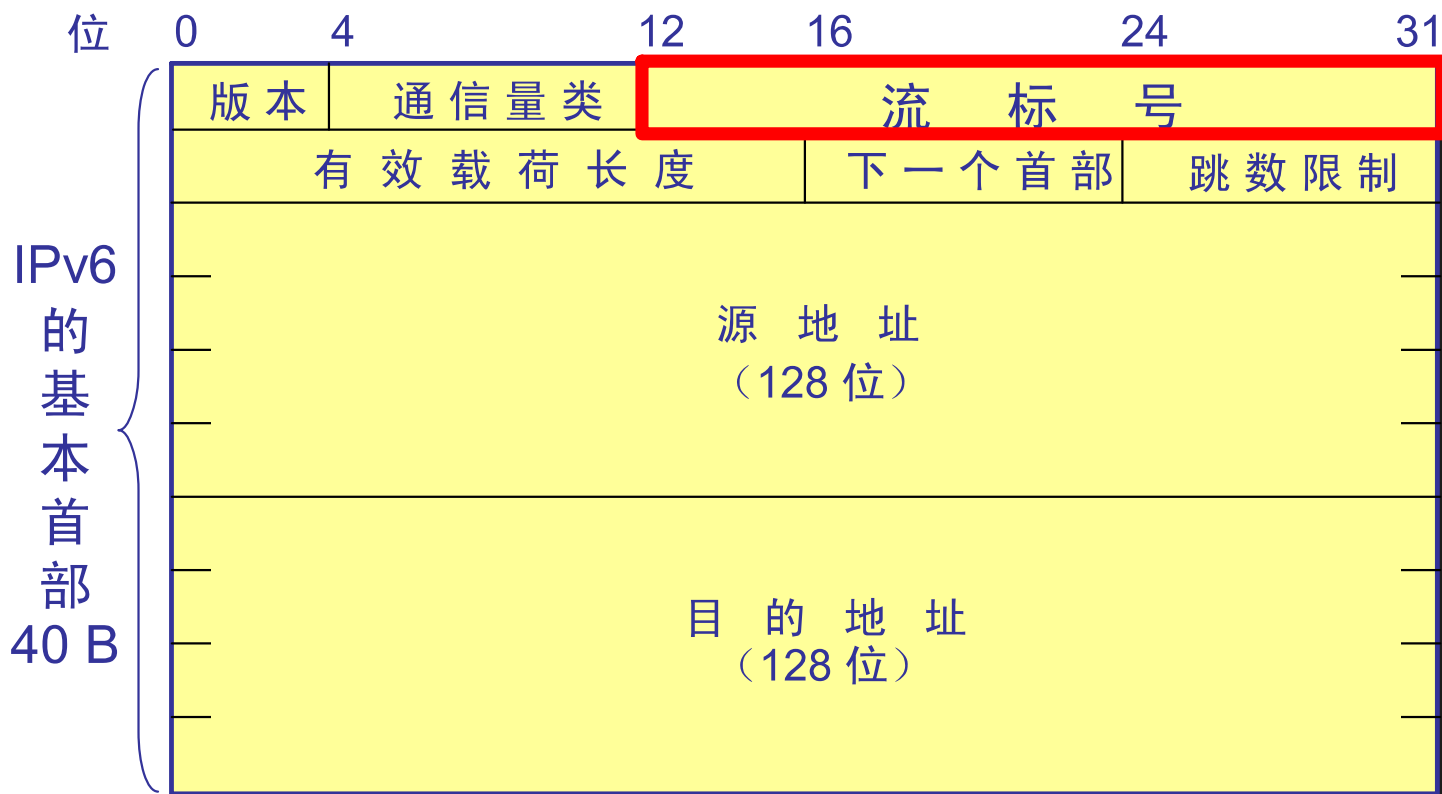 位 0 4 12 16 24 31
版本 通信量类 流标号
有效载荷长度 下一个首部 跳数限制
IPv6
的
基
本
首
部
40 B
源地址
（128 位）
目的地址
（128 位）